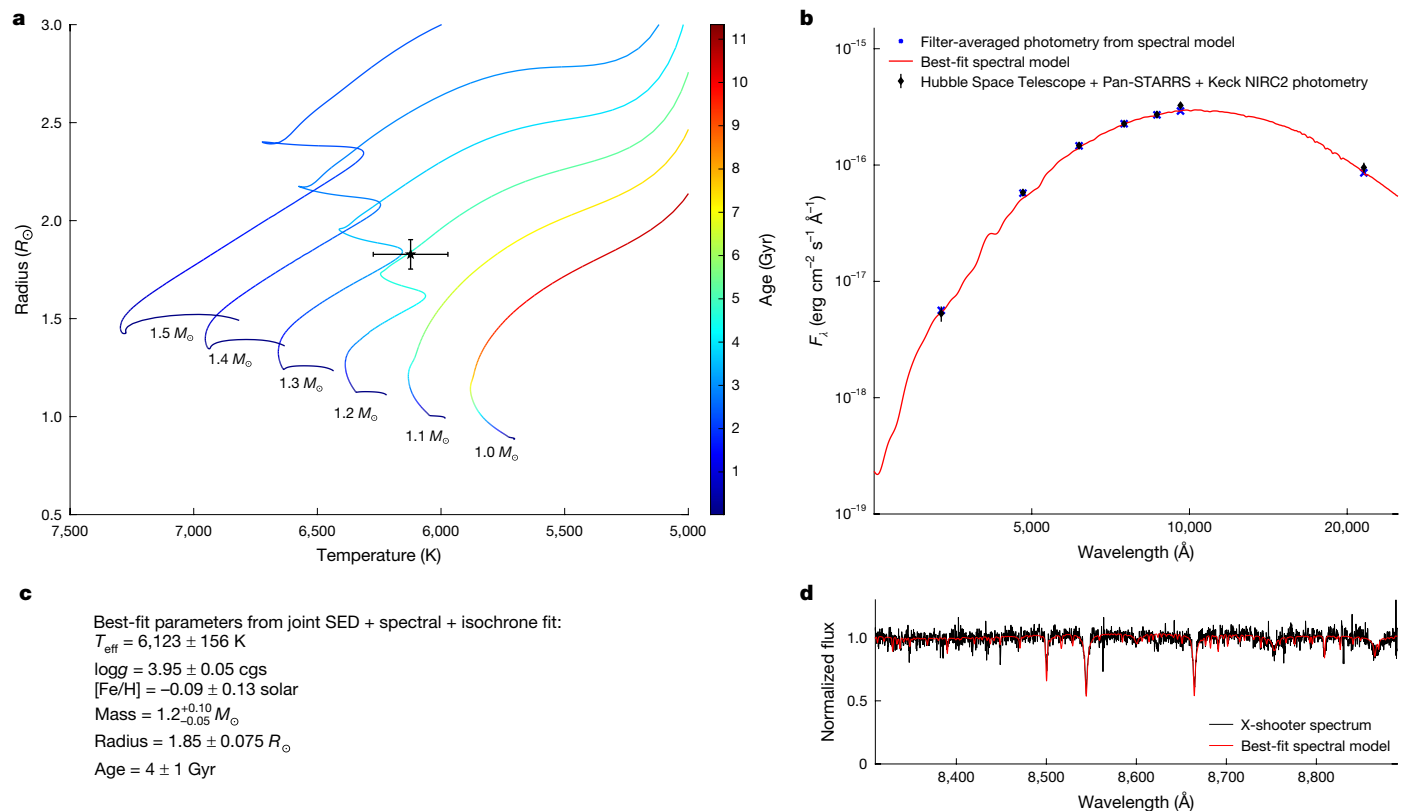 a
3.0
2.5
2.0
1.5
1.0
0.5
Radius (R⊙)
7,500
7,000
6,500
6,000
5,500
5,000
Temperature (K)
1.5 M⊙
1.4 M⊙
1.3 M⊙
1.2 M⊙
1.1 M⊙
1.0 M⊙
11
10
9
8
7
6
5
4
3
2
1
Age (Gyr)
b
Filter-averaged photometry from spectral model
Best-fit spectral model
Hubble Space Telescope + Pan-STARRS + Keck NIRC2 photometry
10⁻¹⁵
10⁻¹⁶
10⁻¹⁷
10⁻¹⁸
10⁻¹⁹
Fλ (erg cm⁻² s⁻¹ Å⁻¹)
5,000
10,000
20,000
Wavelength (Å)
c
Best-fit parameters from joint SED + spectral + isochrone fit:
Teff = 6,123 ± 156 K
logg = 3.95 ± 0.05 cgs
[Fe/H] = –0.09 ± 0.13 solar
Mass = 1.2 +0.10 –0.05 M⊙
Radius = 1.85 ± 0.075 R⊙
Age = 4 ± 1 Gyr
d
1.0
0.5
0
Normalized flux
X-shooter spectrum
Best-fit spectral model
8,400
8,500
8,600
8,700
8,800
Wavelength (Å)